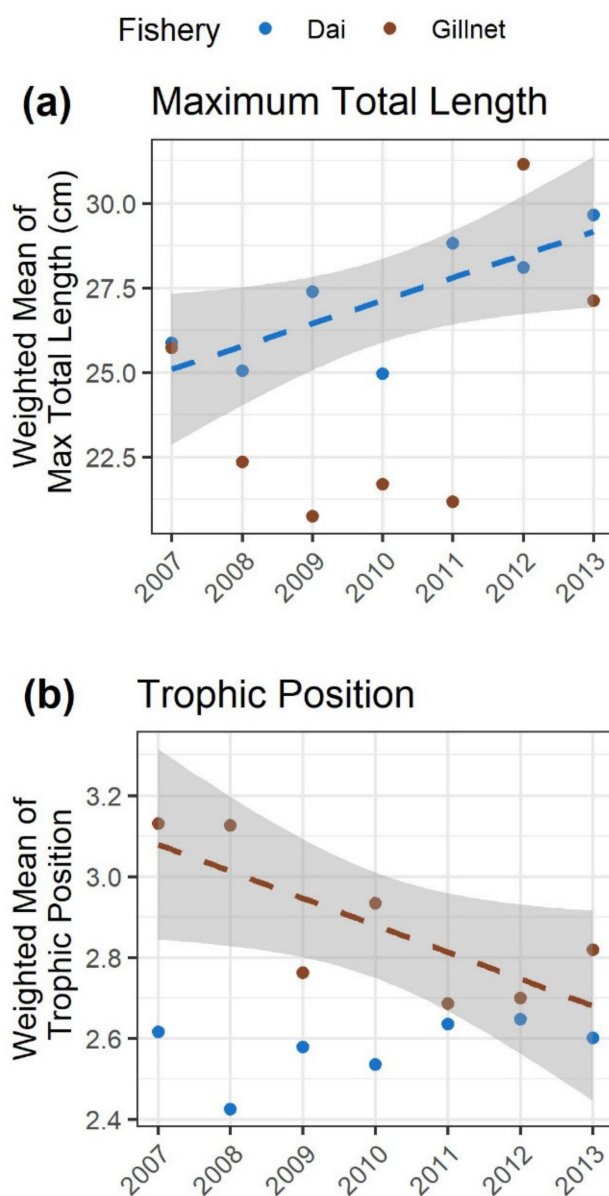 Fishery Dai Gillnet
(a) Maximum Total Length
Weighted Mean of
Max Total Length (cm)
30.0
27.5
25.0
22.5
2007 2008 2009 2010 2011 2012 2013
(b) Trophic Position
Weighted Mean of
Trophic Position
3.2
3.0
2.8
2.6
2.4
2007 2008 2009 2010 2011 2012 2013